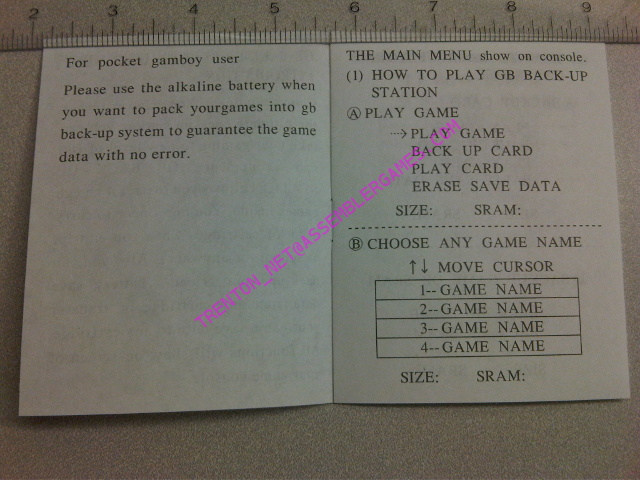 2 3 4 5 6 7 8 9
For pocket gamboy user
Please use the alkaline battery when
you want to pack yourgames into gb
back-up system to guarantee the game
data with no error.
THE MAIN MENU show on console.
(1) HOW TO PLAY GB BACK-UP
STATION
Ⓐ PLAY GAME
····> PLAY GAME
BACK UP CARD
PLAY CARD
ERASE SAVE DATA
SIZE: SRAM:
Ⓑ CHOOSE ANY GAME NAME
↑↓ MOVE CURSOR
1-- GAME NAME
2-- GAME NAME
3-- GAME NAME
4-- GAME NAME
SIZE: SRAM:
TRENTON_NET@ASSEMBLERGAMES.COM